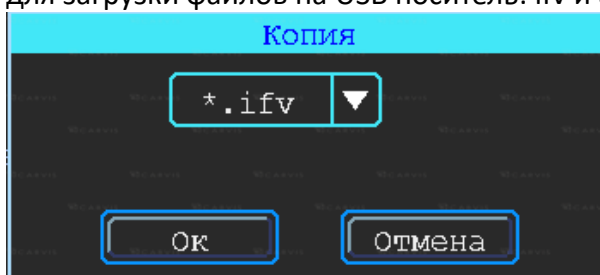 для загрузки файлов на USB носитель: ifv и
Копия
*.ifv
Ок
Отмена